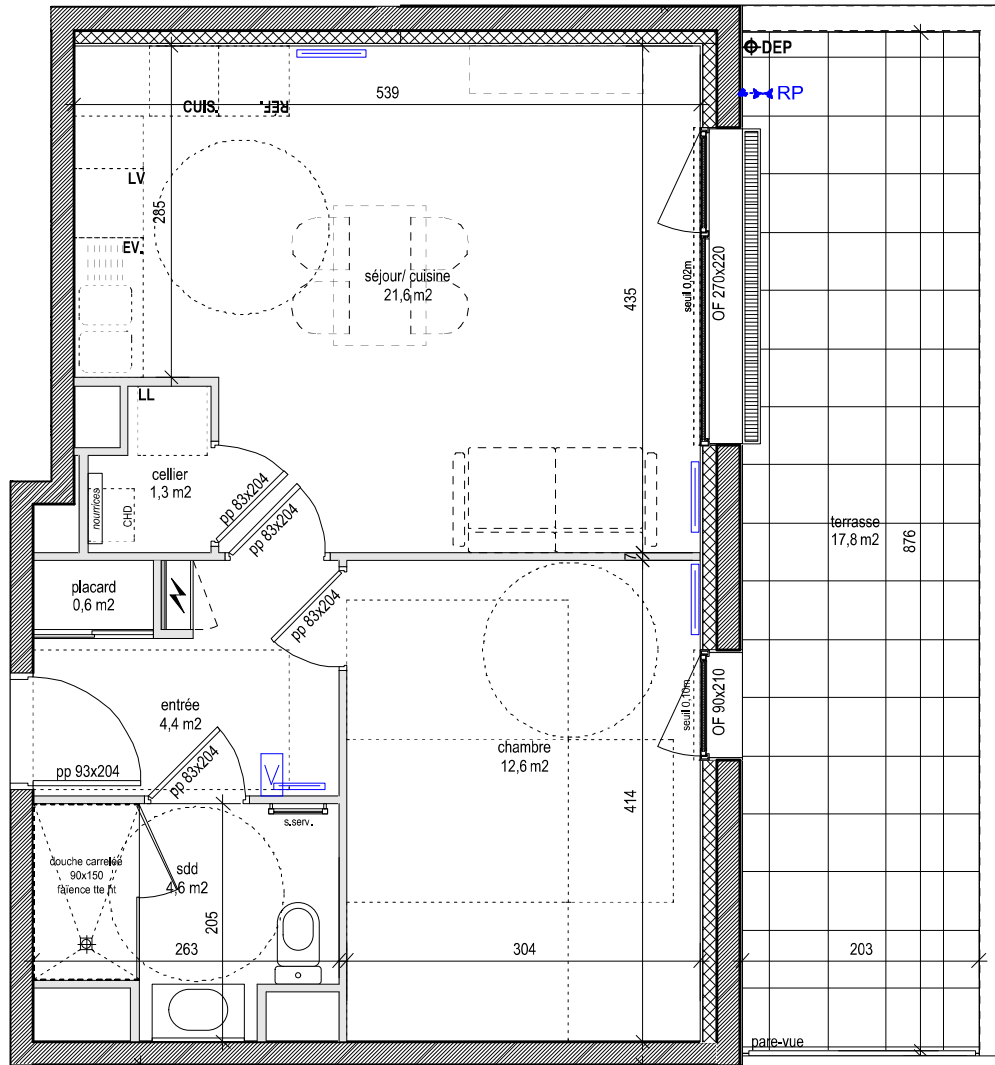 DEP
RP
539
CUIS.
REF.
LV
285
EV.
séjour/ cuisine
21,6 m2
435
seuil 0,02m
OF 270x220
LL
cellier
1,3 m2
nourrices
CHD
pp 83x204
pp 83x204
terrasse
17,8 m2
876
placard
0,6 m2
pp 83x204
entrée
4,4 m2
seuil 0,10m
OF 90x210
chambre
12,6 m2
pp 93x204
pp 83x204
V
414
s.serv.
douche carrelée
90x150
faïence tte ht
sdd
4,6 m2
205
263
304
203
pare-vue